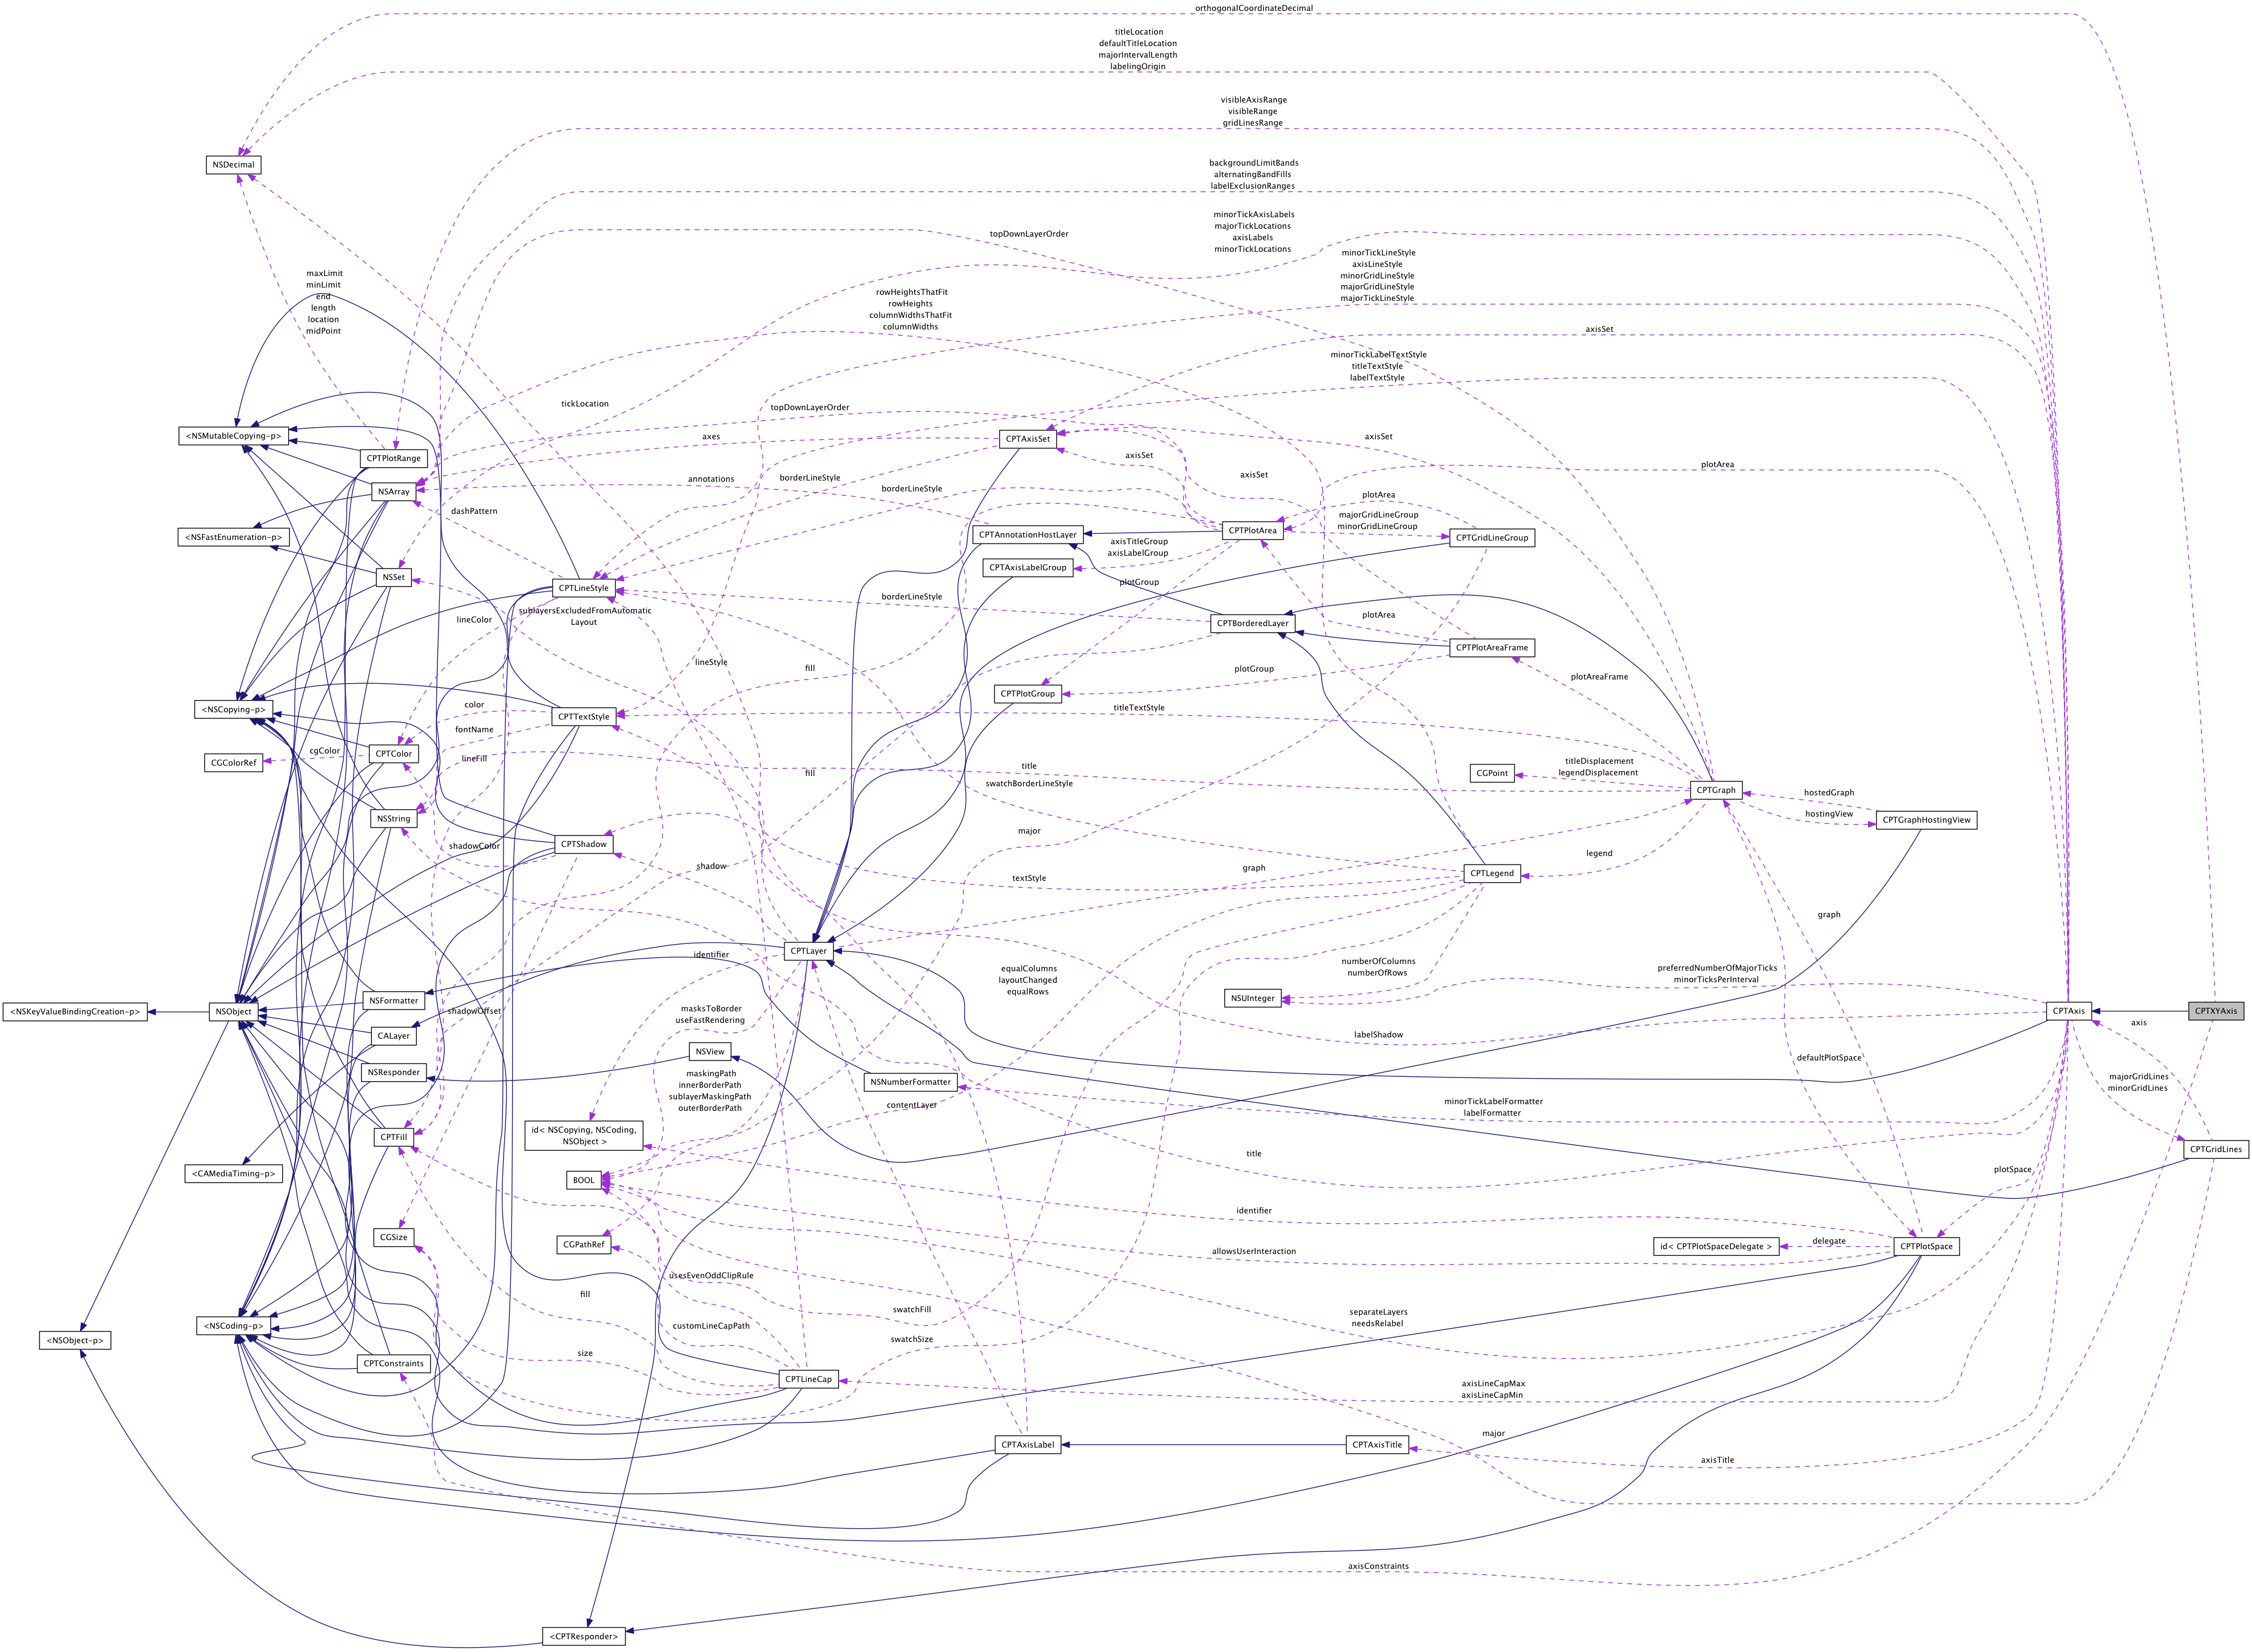 orthogonalCoordinateDecimal
titleLocation
defaultTitleLocation
majorIntervalLength
labelingOrigin
visibleAxisRange
visibleRange
gridLinesRange
NSDecimal
backgroundLimitBands
alternatingBandFills
labelExclusionRanges
minorTickAxisLabels
majorTickLocations
axisLabels
minorTickLocations
topDownLayerOrder
maxLimit
minLimit
end
length
location
midPoint
minorTickLineStyle
axisLineStyle
minorGridLineStyle
majorGridLineStyle
majorTickLineStyle
rowHeightsThatFit
rowHeights
columnWidthsThatFit
columnWidths
axisSet
minorTickLabelTextStyle
titleTextStyle
labelTextStyle
tickLocation
topDownLayerOrder
<NSMutableCopying-p>
axes
CPTAxisSet
axisSet
CPTPlotRange
axisSet
plotArea
annotations
borderLineStyle
axisSet
NSArray
borderLineStyle
plotArea
dashPattern
majorGridLineGroup
minorGridLineGroup
<NSFastEnumeration-p>
CPTAnnotationHostLayer
CPTPlotArea
CPTGridLineGroup
axisTitleGroup
axisLabelGroup
CPTAxisLabelGroup
NSSet
CPTLineStyle
plotGroup
sublayersExcludedFromAutomatic
Layout
borderLineStyle
lineColor
plotArea
CPTBorderedLayer
CPTPlotAreaFrame
lineStyle
fill
plotGroup
plotAreaFrame
CPTPlotGroup
<NSCopying-p>
color
CPTTextStyle
titleTextStyle
fontName
cgColor
CPTColor
lineFill
CGColorRef
title
fill
swatchBorderLineStyle
CGPoint
titleDisplacement
legendDisplacement
CPTGraph
hostedGraph
hostingView
CPTGraphHostingView
NSString
major
CPTShadow
shadowColor
shadow
graph
legend
CPTLegend
textStyle
graph
CPTLayer
identifier
equalColumns
layoutChanged
equalRows
numberOfColumns
numberOfRows
preferredNumberOfMajorTicks
minorTicksPerInterval
NSUInteger
NSFormatter
<NSKeyValueBindingCreation-p>
NSObject
shadowOffset
masksToBorder
useFastRendering
CPTAxis
CPTXYAxis
axis
CALayer
labelShadow
NSView
defaultPlotSpace
NSResponder
NSNumberFormatter
maskingPath
innerBorderPath
sublayerMaskingPath
outerBorderPath
majorGridLines
minorGridLines
contentLayer
minorTickLabelFormatter
labelFormatter
id< NSCopying, NSCoding,
NSObject >
CPTFill
CPTGridLines
title
<CAMediaTiming-p>
plotSpace
BOOL
identifier
CGSize
CGPathRef
allowsUserInteraction
id< CPTPlotSpaceDelegate >
delegate
CPTPlotSpace
usesEvenOddClipRule
fill
swatchFill
separateLayers
needsRelabel
<NSCoding-p>
customLineCapPath
<NSObject-p>
swatchSize
size
CPTConstraints
CPTLineCap
axisLineCapMax
axisLineCapMin
major
CPTAxisLabel
CPTAxisTitle
axisTitle
axisConstraints
<CPTResponder>